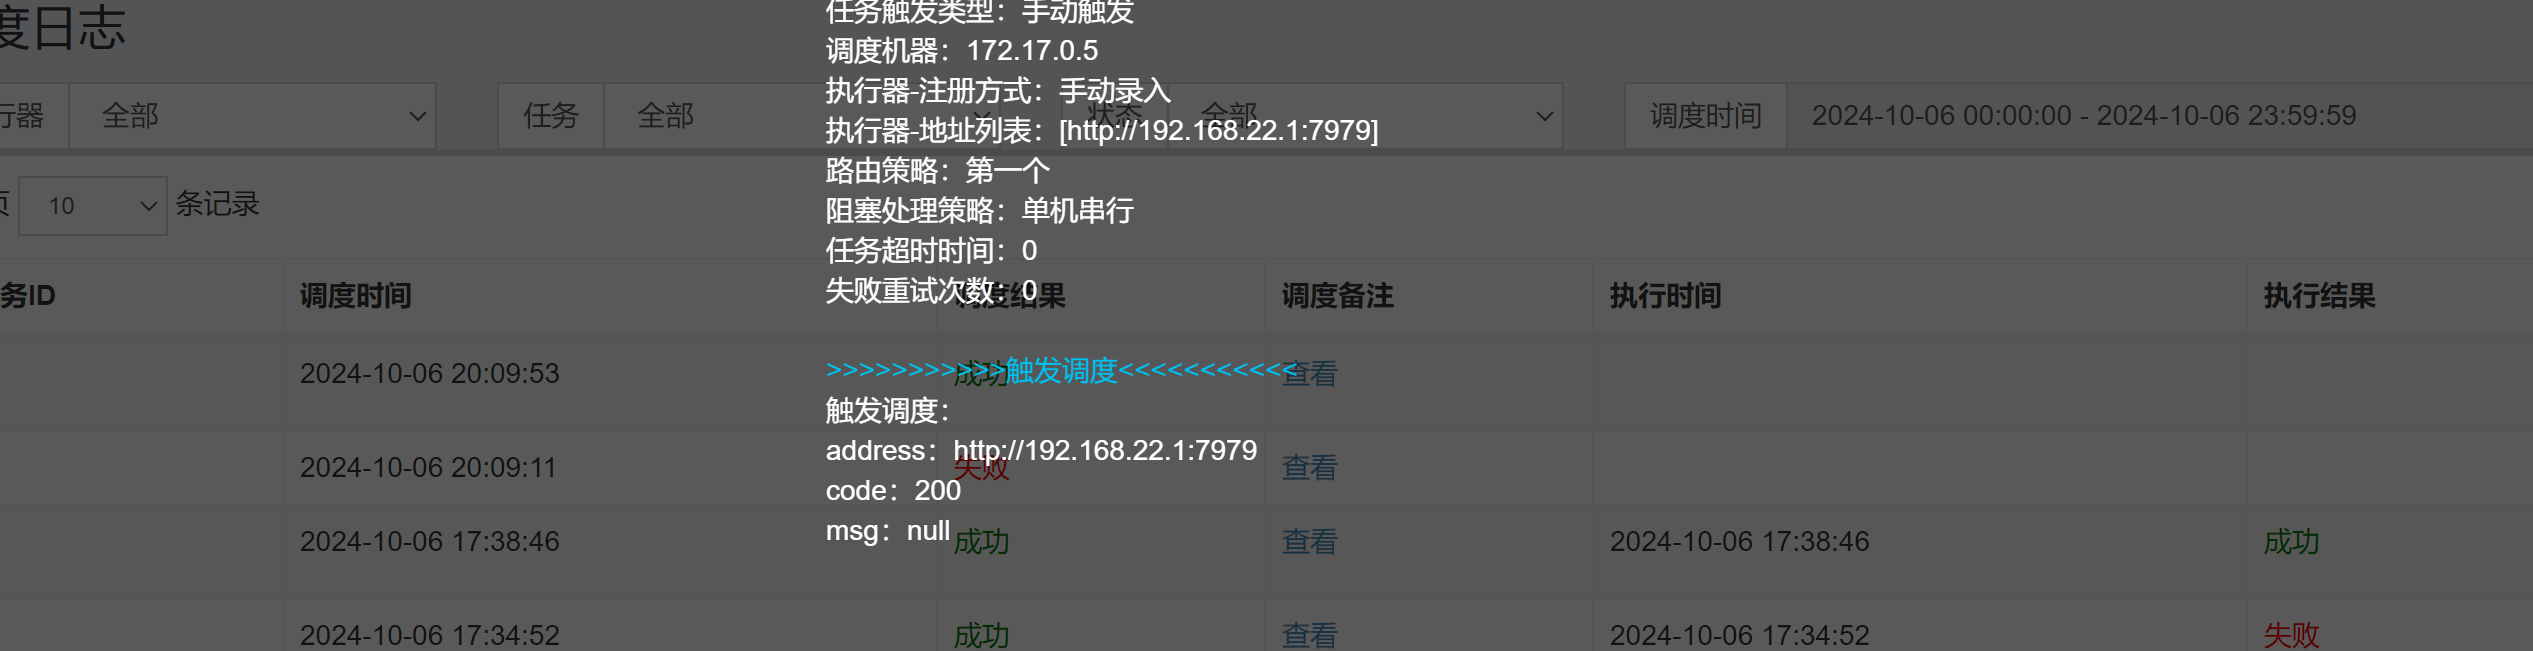 度日志
任务触发类型：手动触发
调度机器：172.17.0.5
执行器-注册方式：手动录入
执行器-地址列表：[http://192.168.22.1:7979]
路由策略：第一个
阻塞处理策略：单机串行
任务超时时间：0
失败重试次数：0
>>>>>>>>>>>触发调度<<<<<<<<<<<
触发调度：
address：http://192.168.22.1:7979
code：200
msg：null
行器 全部 任务 全部 状态 全部 调度时间 2024-10-06 00:00:00 - 2024-10-06 23:59:59
页 10 条记录
务ID 调度时间 调度结果 调度备注 执行时间 执行结果
2024-10-06 20:09:53 成功 查看
2024-10-06 20:09:11 失败 查看
2024-10-06 17:38:46 成功 查看 2024-10-06 17:38:46 成功
2024-10-06 17:34:52 成功 查看 2024-10-06 17:34:52 失败